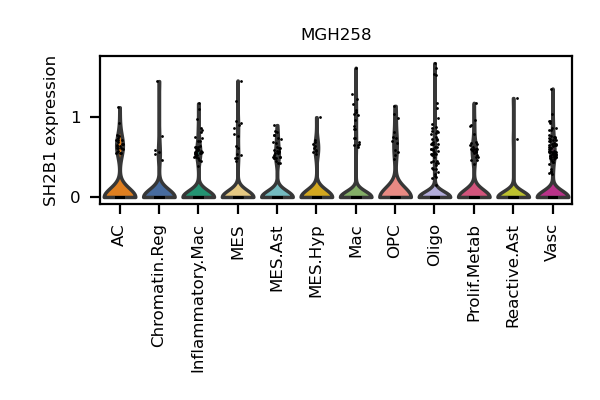 MGH258
SH2B1 expression
1
0
AC
Chromatin.Reg
Inflammatory.Mac
MES
MES.Ast
MES.Hyp
Mac
OPC
Oligo
Prolif.Metab
Reactive.Ast
Vasc